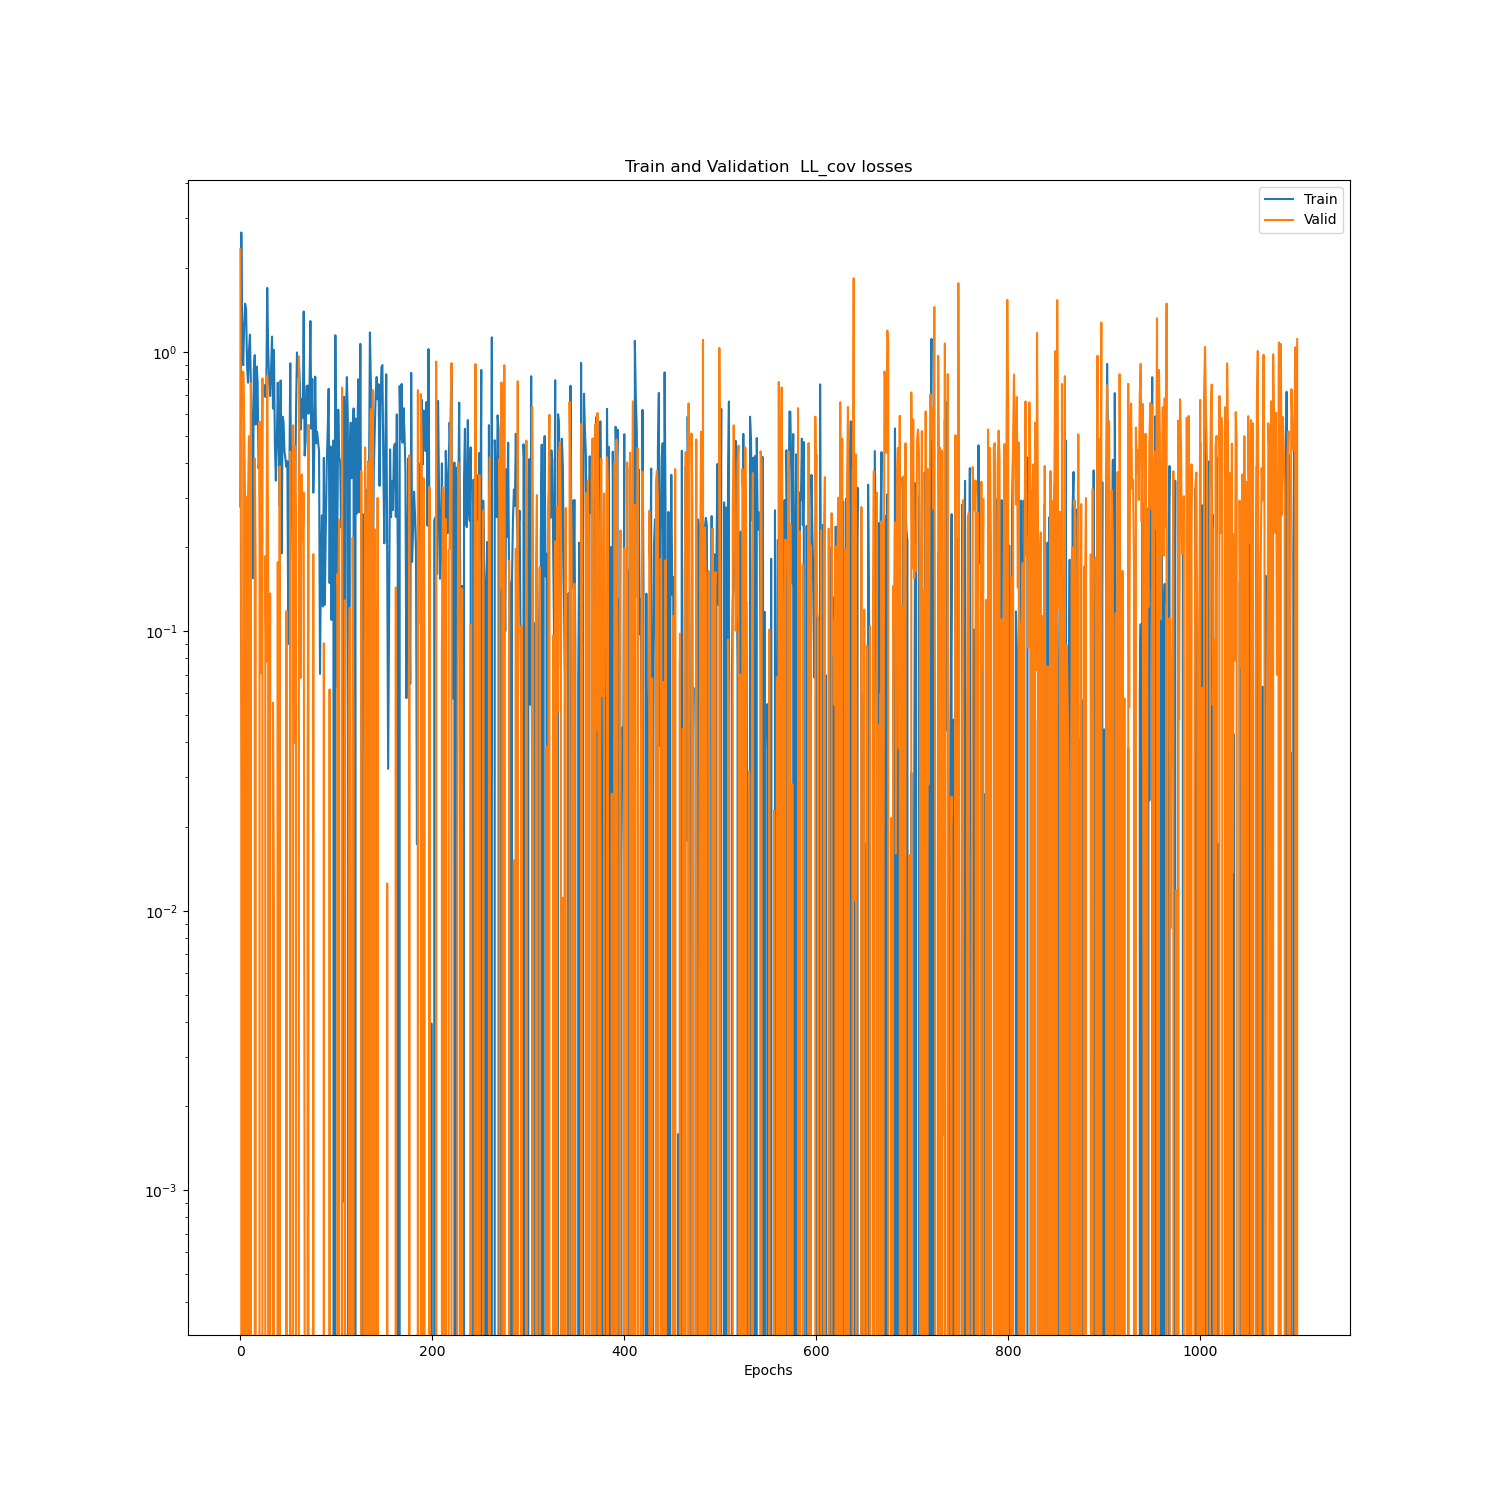 Train and Validation  LL_cov losses
Train
Valid
10^0
10^-1
10^-2
10^-3
0 200 400 600 800 1000
Epochs